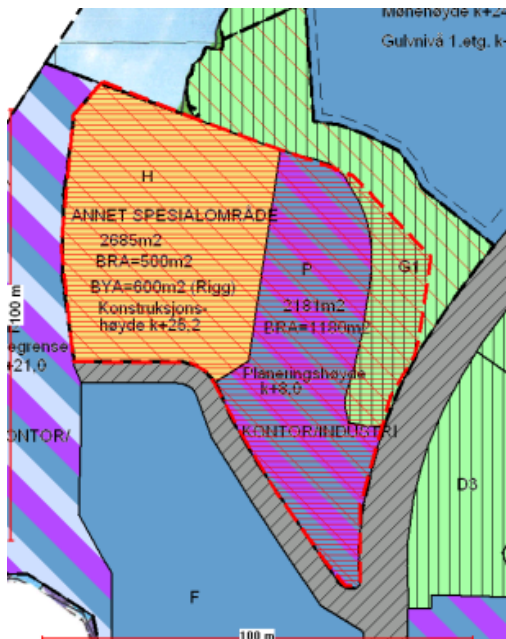 Mønehøyde k+24
Gulvnivå 1.etg. k+
H
ANNET SPESIALOMRÅDE
2685m2
BRA=500m2
BYA=600m2 (Rigg)
Konstruksjons-
høyde k+25,2
G1
P
2181m2
BRA=1180m2
100 m
egrense
+21,0
Planeringshøyde
k+8,0
KONTOR/INDUSTRI
ONTOR/
D3
F
100 m